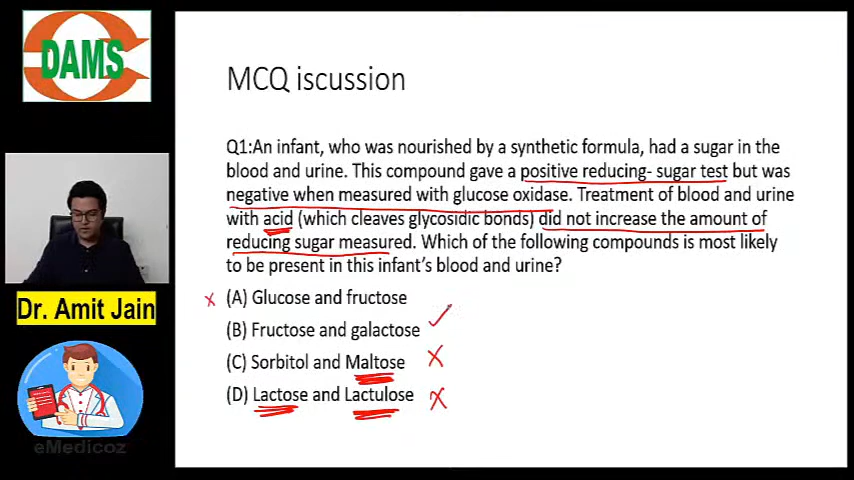 DAMS
MCQ iscussion
Q1:An infant, who was nourished by a synthetic formula, had a sugar in the
blood and urine. This compound gave a positive reducing- sugar test but was
negative when measured with glucose oxidase. Treatment of blood and urine
with acid (which cleaves glycosidic bonds) did not increase the amount of
reducing sugar measured. Which of the following compounds is most likely
to be present in this infant's blood and urine?
(A) Glucose and fructose
(B) Fructose and galactose
(C) Sorbitol and Maltose
(D) Lactose and Lactulose
Dr. Amit Jain
eMedicoz